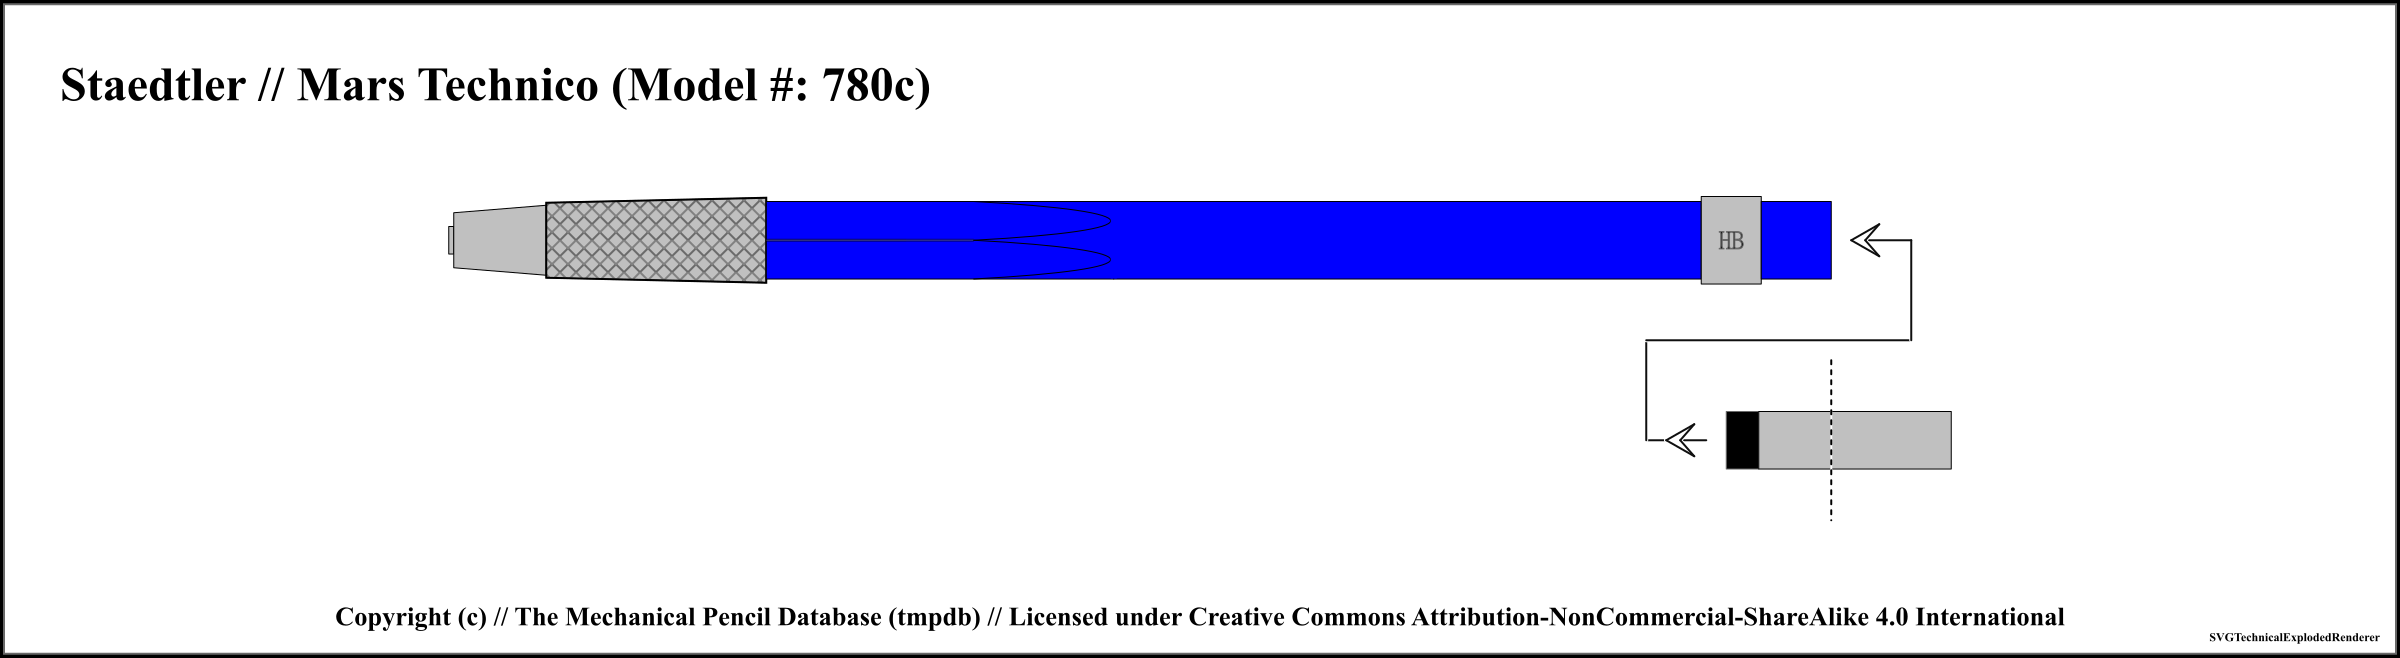 Staedtler // Mars Technico (Model #: 780c)
HB
Copyright (c) // The Mechanical Pencil Database (tmpdb) // Licensed under Creative Commons Attribution-NonCommercial-ShareAlike 4.0 International
SVGTechnicalExplodedRenderer